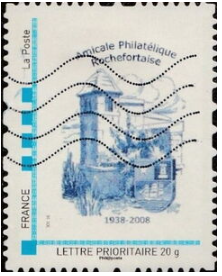 La Poste
FRANCE
Amicale Philatélique
Rochefortaise
1938-2008
LETTRE PRIORITAIRE 20 g